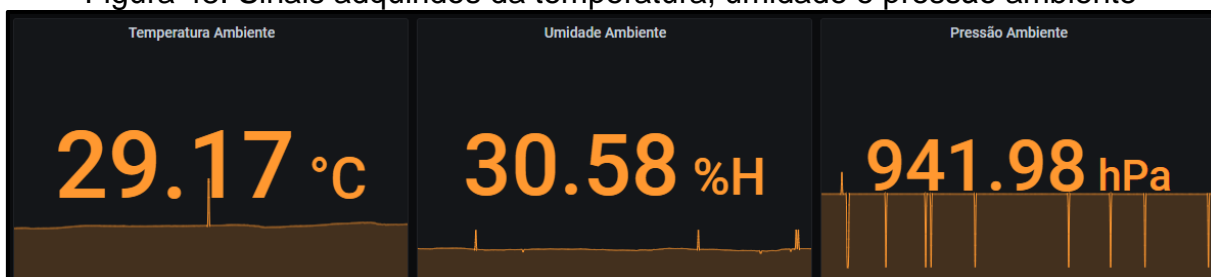 Sinais adquiridos da temperatura, umidade e pressão ambiente
Temperatura Ambiente
Umidade Ambiente
Pressão Ambiente
29.17 °C
30.58 %H
941.98 hPa